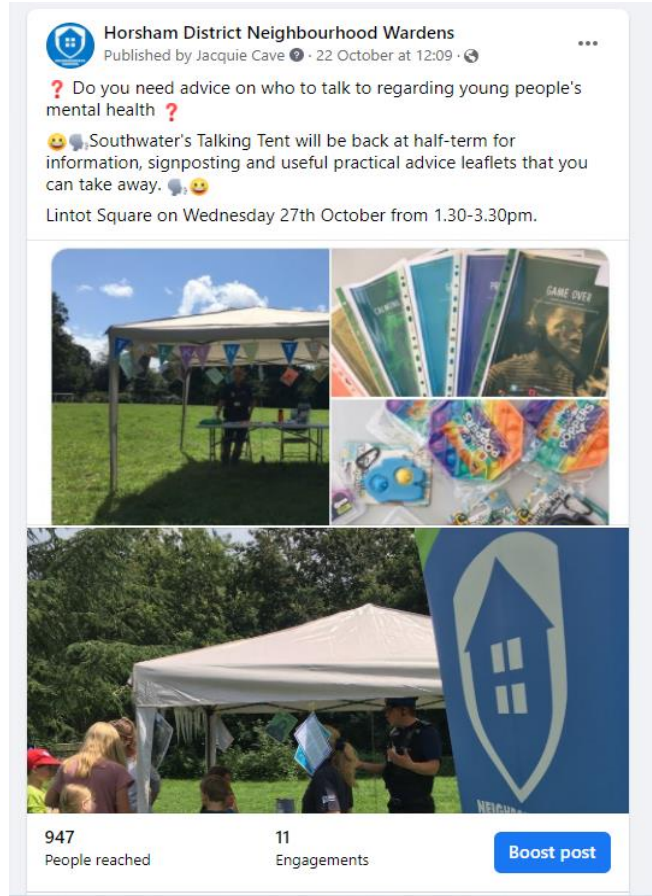 Horsham District Neighbourhood Wardens
Published by Jacquie Cave · 22 October at 12:09 ·
❓ Do you need advice on who to talk to regarding young people's
mental health ❓
😀🗣️Southwater's Talking Tent will be back at half-term for
information, signposting and useful practical advice leaflets that you
can take away. 🗣️😀
Lintot Square on Wednesday 27th October from 1.30-3.30pm.
GAME OVER
947
People reached
11
Engagements
Boost post